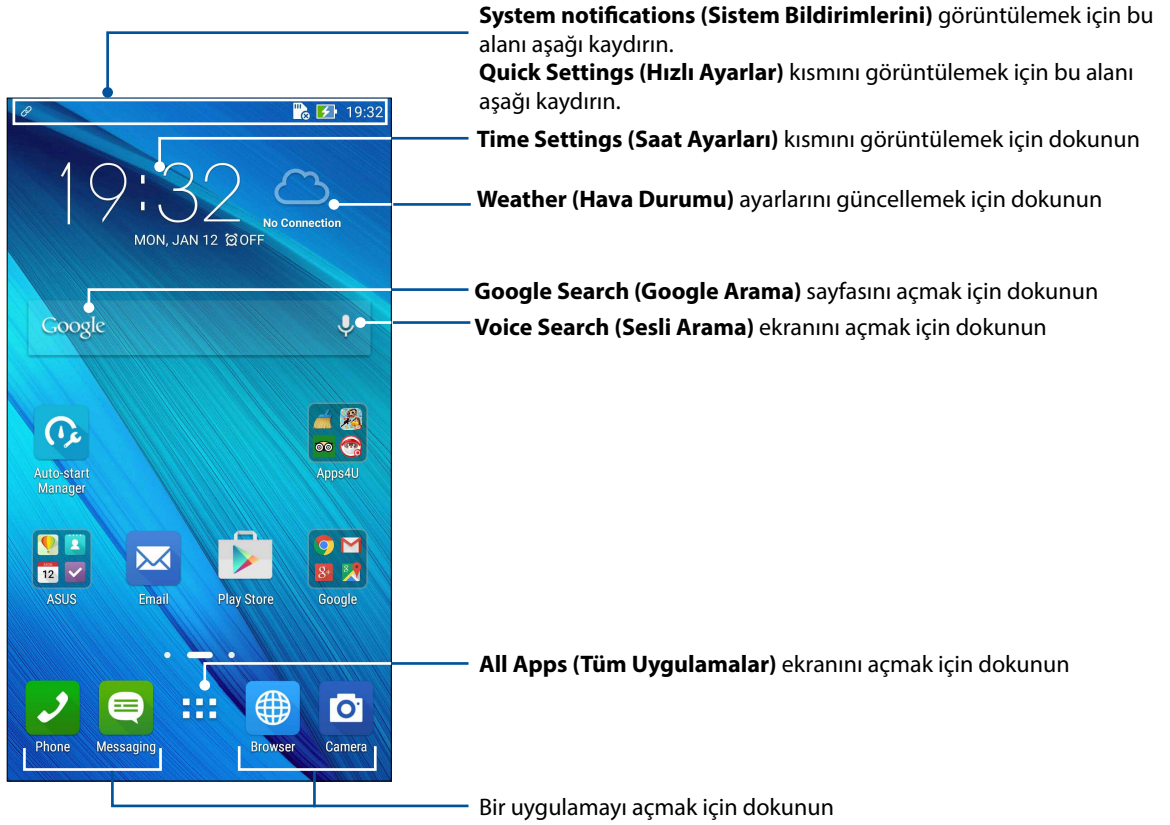 System notifications (Sistem Bildirimlerini) görüntülemek için bu
alanı aşağı kaydırın.
Quick Settings (Hızlı Ayarlar) kısmını görüntülemek için bu alanı
aşağı kaydırın.
19:32
Time Settings (Saat Ayarları) kısmını görüntülemek için dokunun
19:32
Weather (Hava Durumu) ayarlarını güncellemek için dokunun
No Connection
MON, JAN 12 OFF
Google Search (Google Arama) sayfasını açmak için dokunun
Google
Voice Search (Sesli Arama) ekranını açmak için dokunun
Auto-start
Manager
Apps4U
12
8+
ASUS
Email
Play Store
Google
All Apps (Tüm Uygulamalar) ekranını açmak için dokunun
Phone
Messaging
Browser
Camera
Bir uygulamayı açmak için dokunun